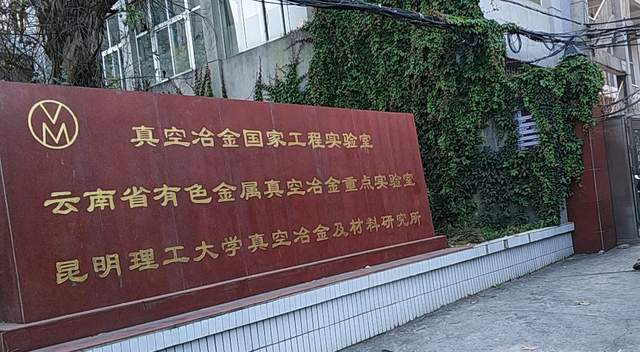 VM
真空冶金国家工程实验室
云南省有色金属真空冶金重点实验室
昆明理工大学真空冶金及材料研究所